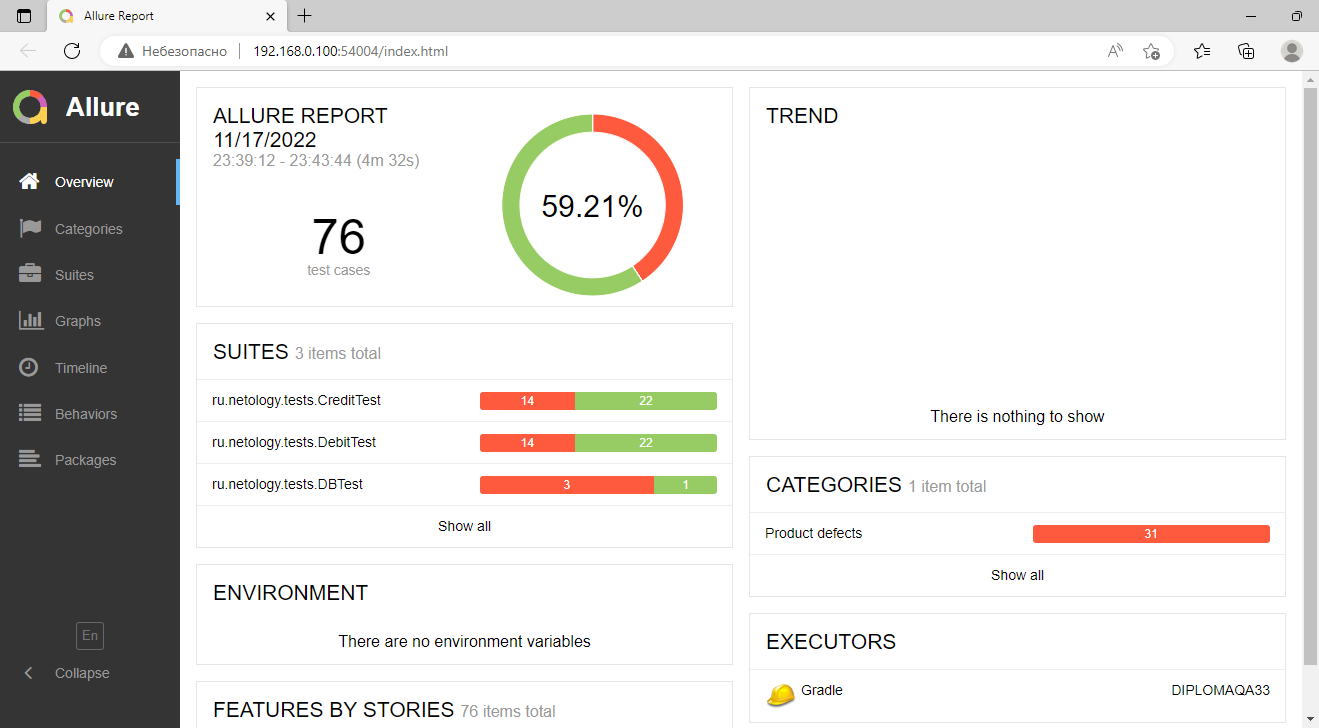 Allure Report
Небезопасно
192.168.0.100:54004/index.html
Allure
Overview
Categories
Suites
Graphs
Timeline
Behaviors
Packages
En
Collapse
ALLURE REPORT
11/17/2022
23:39:12 - 23:43:44 (4m 32s)
76
test cases
59.21%
SUITES 3 items total
ru.netology.tests.CreditTest 14 22
ru.netology.tests.DebitTest 14 22
ru.netology.tests.DBTest 3 1
Show all
ENVIRONMENT
There are no environment variables
FEATURES BY STORIES 76 items total
TREND
There is nothing to show
CATEGORIES 1 item total
Product defects 31
Show all
EXECUTORS
Gradle DIPLOMAQA33